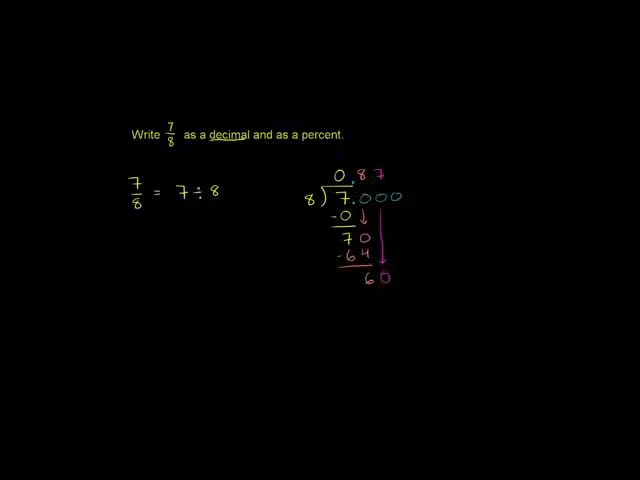 Write 7/8 as a decimal and as a percent.
7/8 = 7 ÷ 8
0.87
8 ) 7.000
-0
70
-64
60